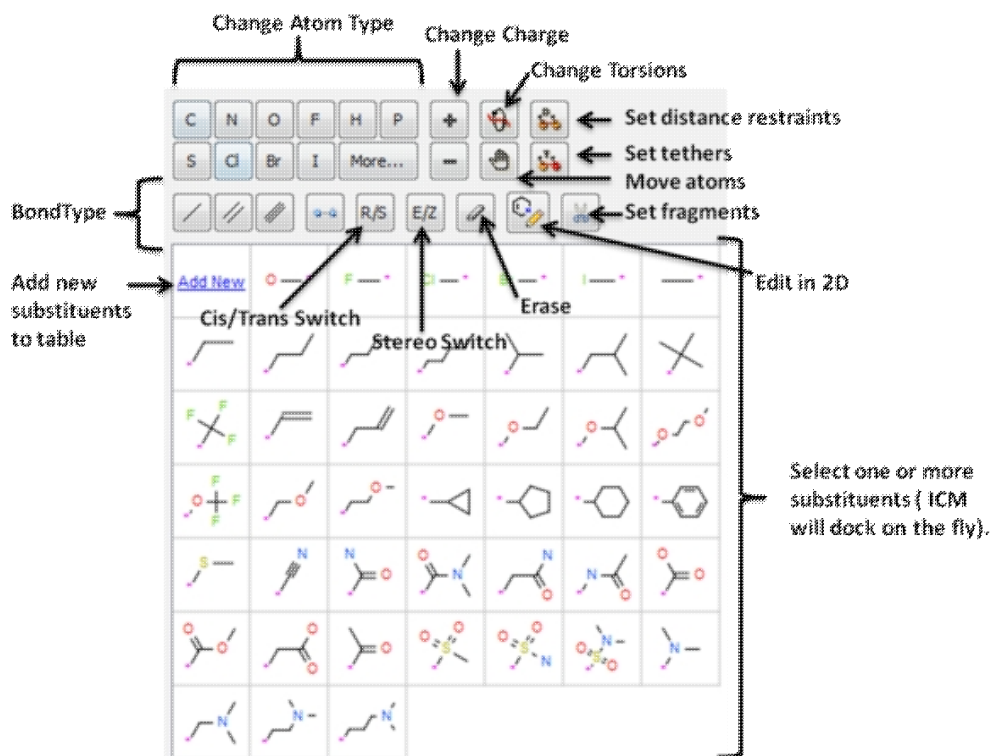 Change Atom Type
Change Charge
Change Torsions
C N O F H P +
Set distance restraints
S Cl Br I More... −
Set tethers
Move atoms
BondType
R/S E/Z
Set fragments
Add new
substituents
to table
Add New
O F Cl I
Edit in 2D
Cis/Trans Switch
Erase
Stereo Switch
F F F O O O O O
O F F F O O
Select one or more
substituents ( ICM
will dock on the fly).
S N N O O N N O N O O O
O O O O O O S O O S O N N S O O N
N N N